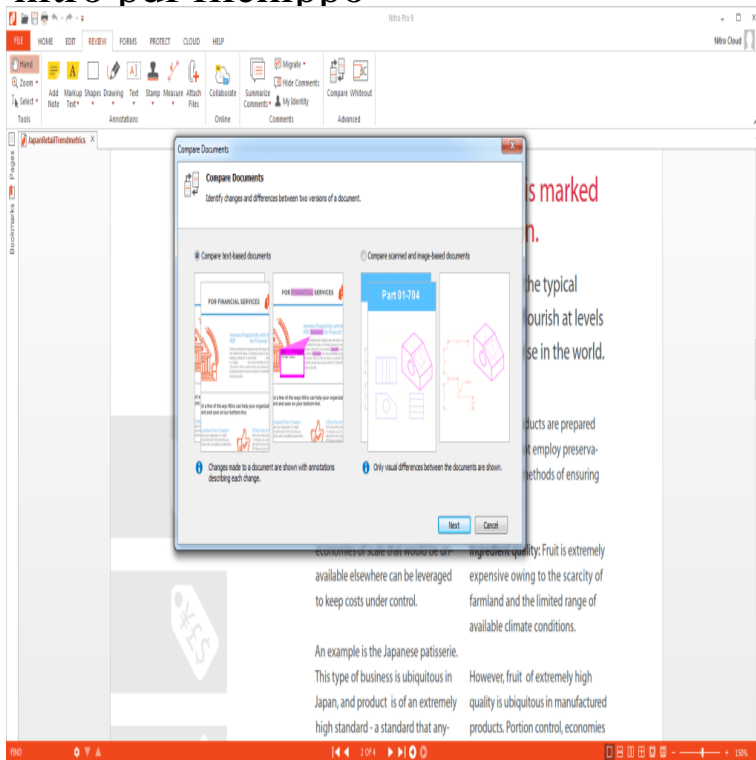 Nitro Pro 9
FILE HOME EDIT REVIEW FORMS PROTECT CLOUD HELP
Nitro Cloud
Hand
Zoom
Select
Tools
Add Note
Markup Text
Shapes
Drawing
Text
Stamp
Measure
Attach Files
Annotations
Collaborate
Online
Summarize Comments
Migrate
Hide Comments
My Identity
Comments
Compare
Whiteout
Advanced
JapanRetailTrendmetrics
Pages
Bookmarks
Compare Documents
Compare Documents
Identify changes and differences between two versions of a document.
Compare text-based documents
Compare scanned and image-based documents
FOR FINANCIAL SERVICES
FOR FINANCIAL SERVICES
Part 01-704
Changes made to a document are shown with annotations
describing each change.
Only visual differences between the documents are shown.
Next
Cancel
is marked
n.
the typical
lourish at levels
se in the world.
ducts are prepared
ot employ preserva-
methods of ensuring
economies of scale that would be un-
available elsewhere can be leveraged
to keep costs under control.
An example is the Japanese patisserie.
This type of business is ubiquitous in
Japan, and product is of an extremely
high standard - a standard that any-
Ingredient quality: Fruit is extremely
expensive owing to the scarcity of
farmland and the limited range of
available climate conditions.
However, fruit of extremely high
quality is ubiquitous in manufactured
products. Portion control, economies
¥£$
FIND
2 OF 4
150%